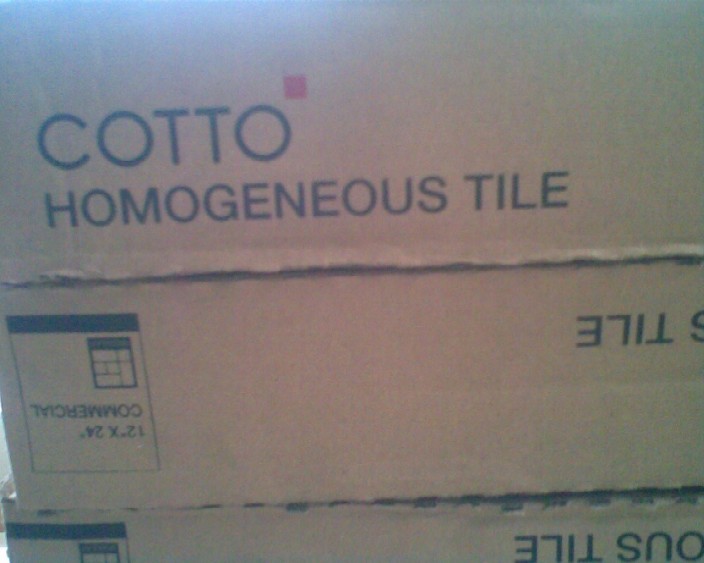 COTTO
HOMOGENEOUS TILE
S TILE
12"X 24"
COMMERCIAL
OUS TILE